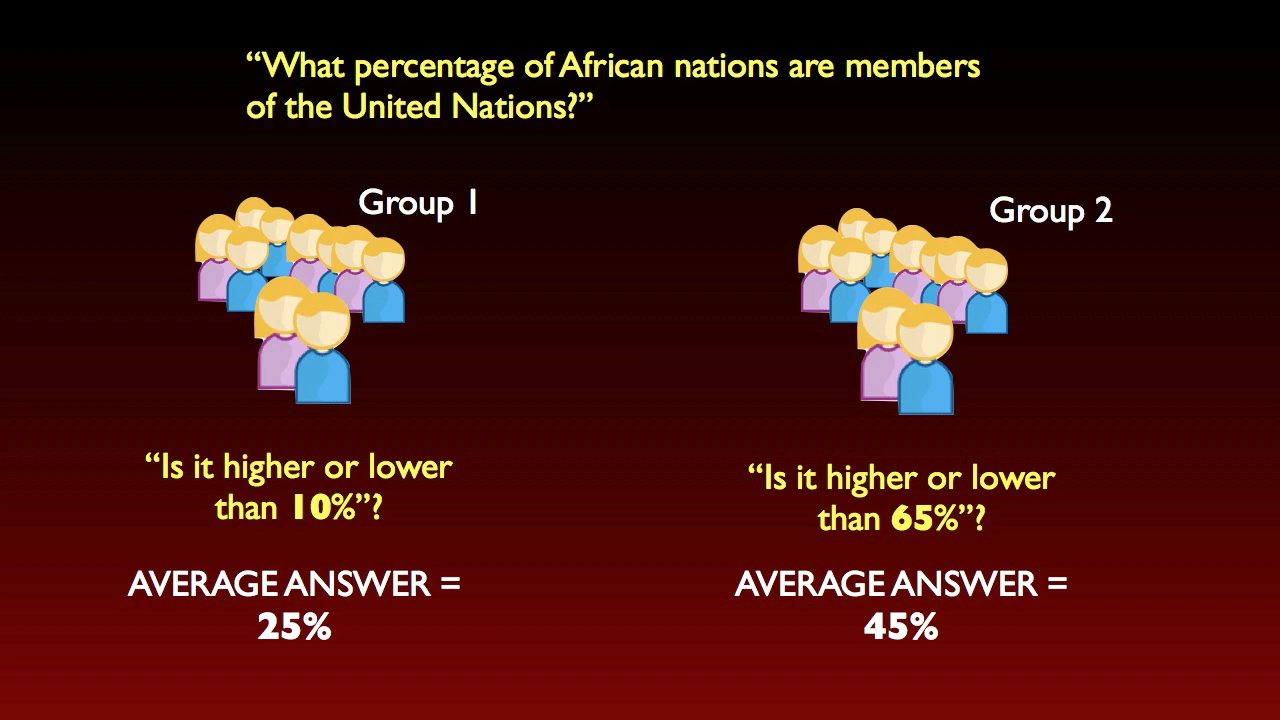 “What percentage of African nations are members
of the United Nations?”
Group 1
Group 2
“Is it higher or lower
than 10%”?
“Is it higher or lower
than 65%”?
AVERAGE ANSWER =
25%
AVERAGE ANSWER =
45%